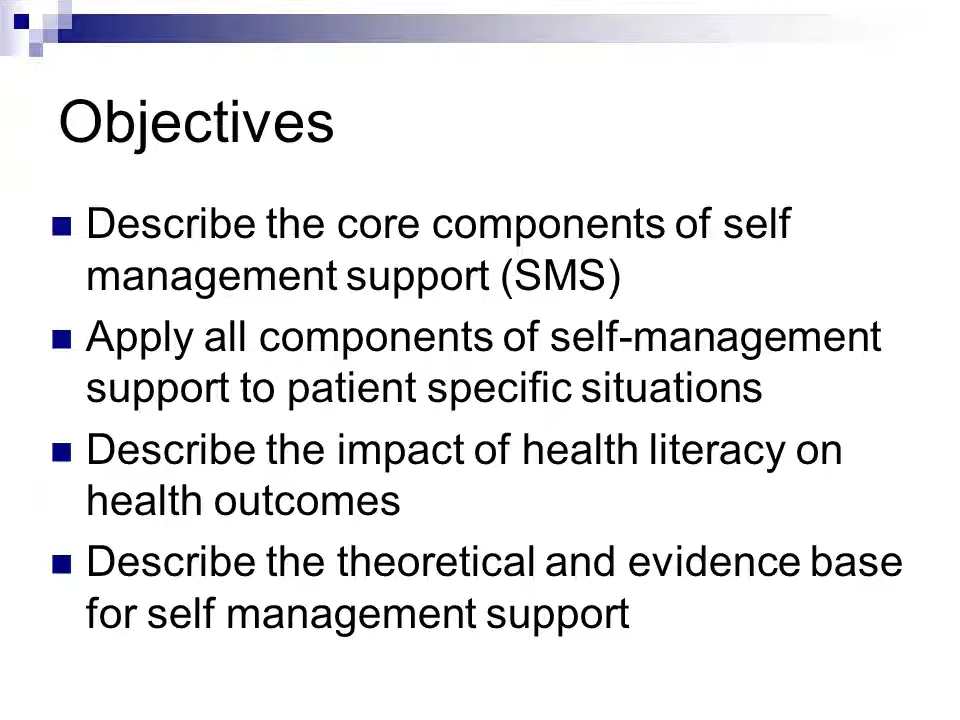 Objectives
Describe the core components of self
management support (SMS)
Apply all components of self-management
support to patient specific situations
Describe the impact of health literacy on
health outcomes
Describe the theoretical and evidence base
for self management support